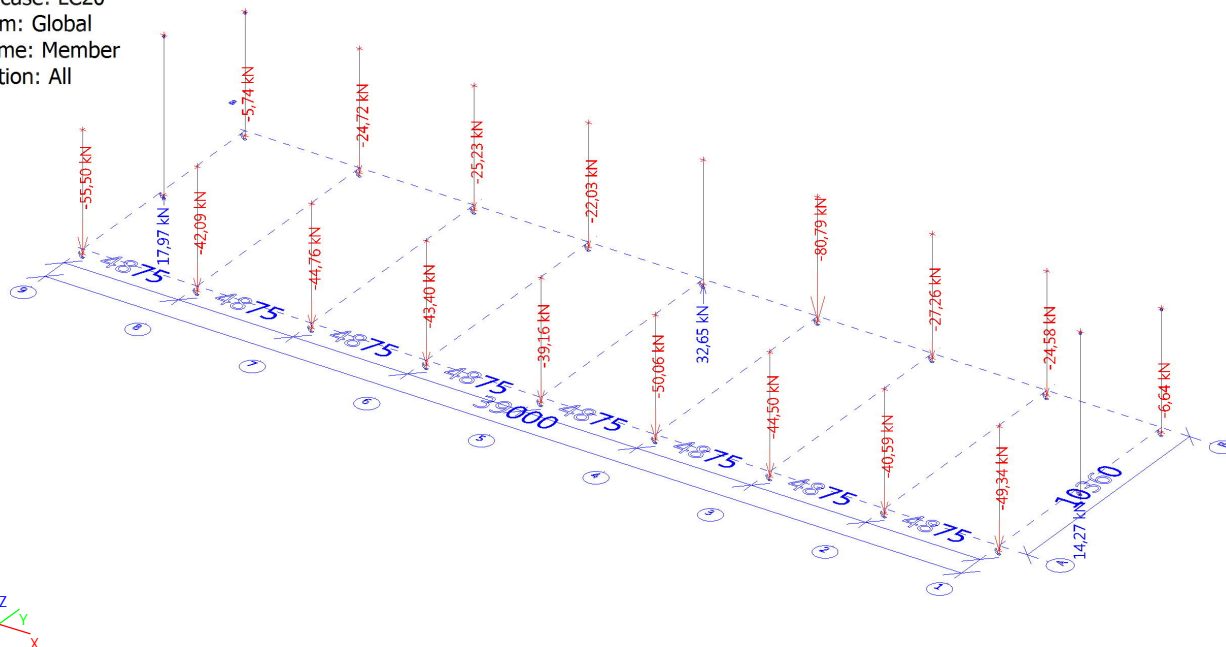 case: LC20
m: Global
me: Member
tion: All
-5,74 kN
-24,72 kN
-25,23 kN
-22,03 kN
32,65 kN
-80,79 kN
-27,26 kN
-24,58 kN
-6,64 kN
-55,50 kN
17,97 kN
-42,09 kN
-44,76 kN
-43,40 kN
-39,16 kN
-50,06 kN
-44,50 kN
-40,59 kN
-49,34 kN
14,27 kN
4875
4875
4875
4875
4875
4875
4875
4875
39000
10360
9
8
7
6
5
4
3
2
1
A
B
Z
Y
X